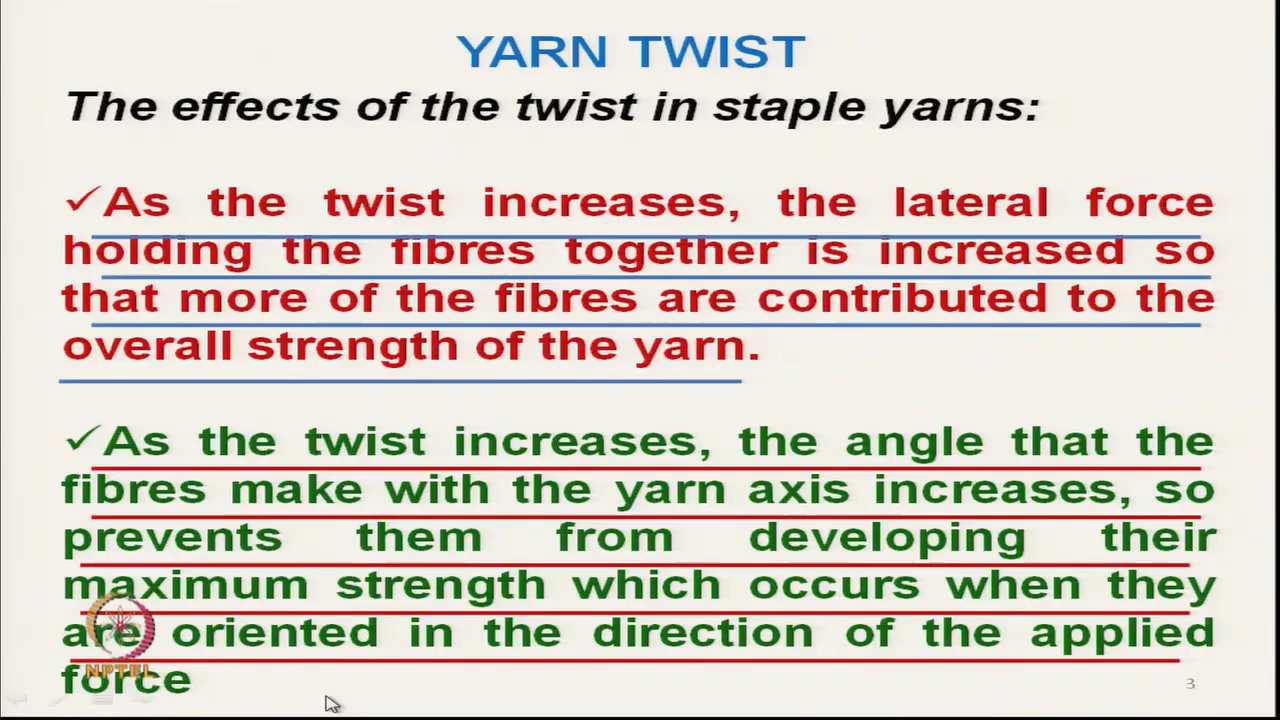 YARN TWIST
The effects of the twist in staple yarns:
✓As the twist increases, the lateral force
holding the fibres together is increased so
that more of the fibres are contributed to the
overall strength of the yarn.
✓As the twist increases, the angle that the
fibres make with the yarn axis increases, so
prevents them from developing their
maximum strength which occurs when they
are oriented in the direction of the applied
force
NPTEL
3